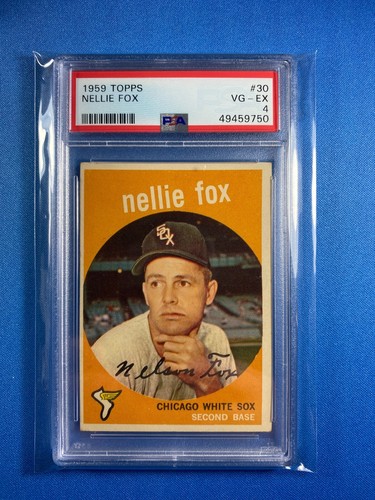 1959 TOPPS #30
NELLIE FOX VG-EX
4
PSA 49459750
nellie fox
SOX
Nelson Fox
CHICAGO WHITE SOX
SECOND BASE